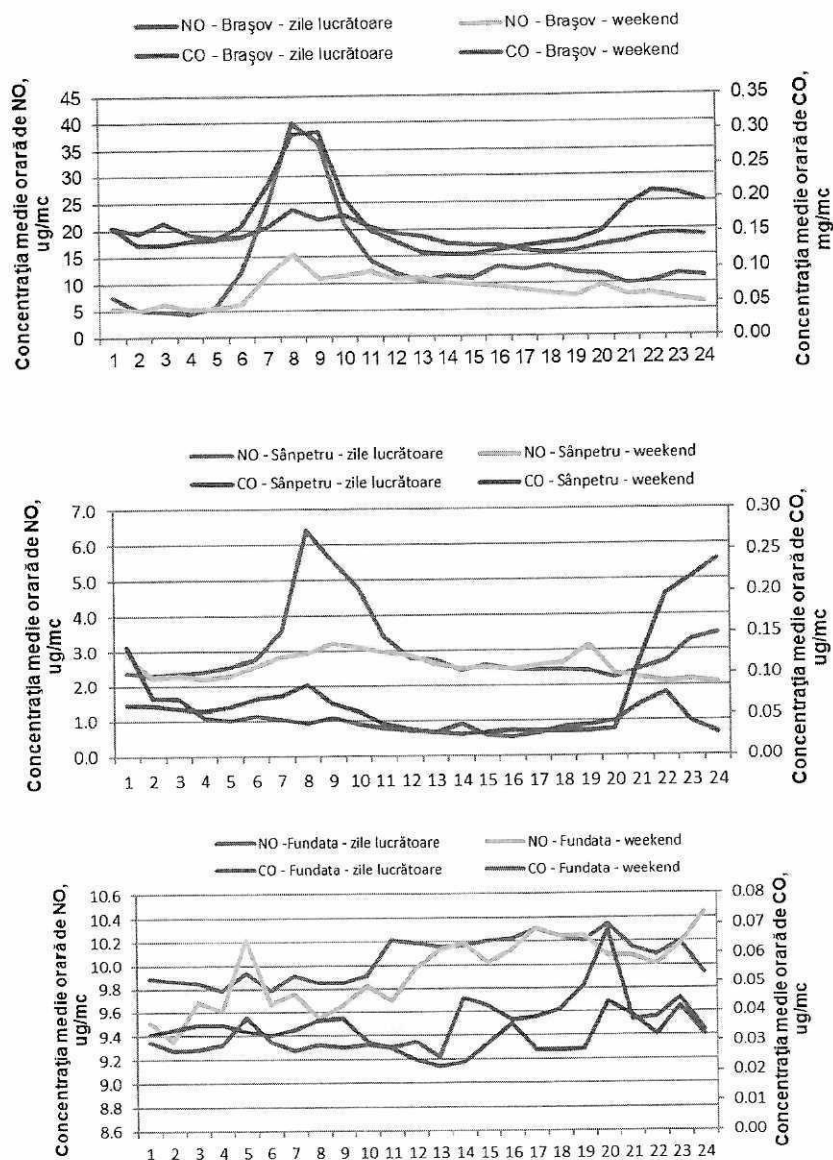 NO - Braşov - zile lucrătoare NO - Braşov - weekend
CO - Braşov - zile lucrătoare CO - Braşov - weekend
Concentraţia medie orară de NO,
ug/mc
45
40
35
30
25
20
15
10
5
0
0,35
0.30
0.25
0.20
0.15
0.10
0.05
0.00
Concentraţia medie orară de CO,
mg/mc
1 2 3 4 5 6 7 8 9 10 11 12 13 14 15 16 17 18 19 20 21 22 23 24
NO - Sânpetru - zile lucrătoare NO - Sânpetru - weekend
CO - Sânpetru - zile lucrătoare CO - Sânpetru - weekend
Concentraţia medie orară de NO,
ug/mc
7.0
6.0
5.0
4.0
3.0
2.0
1.0
0.0
0.30
0.25
0.20
0.15
0.10
0.05
0.00
Concentraţia medie orară de CO,
ug/mc
1 2 3 4 5 6 7 8 9 10 11 12 13 14 15 16 17 18 19 20 21 22 23 24
NO -Fundata - zile lucrătoare NO - Fundata - weekend
CO - Fundata - zile lucrătoare CO - Fundata - weekend
Concentraţia medie orară de NO,
ug/mc
10.6
10.4
10.2
10.0
9.8
9.6
9.4
9.2
9.0
8.8
8.6
0.08
0.07
0.06
0.05
0.04
0.03
0.02
0.01
0.00
Concentraţia medie orară de CO,
ug/mc
1 2 3 4 5 6 7 8 9 10 11 12 13 14 15 16 17 18 19 20 21 22 23 24